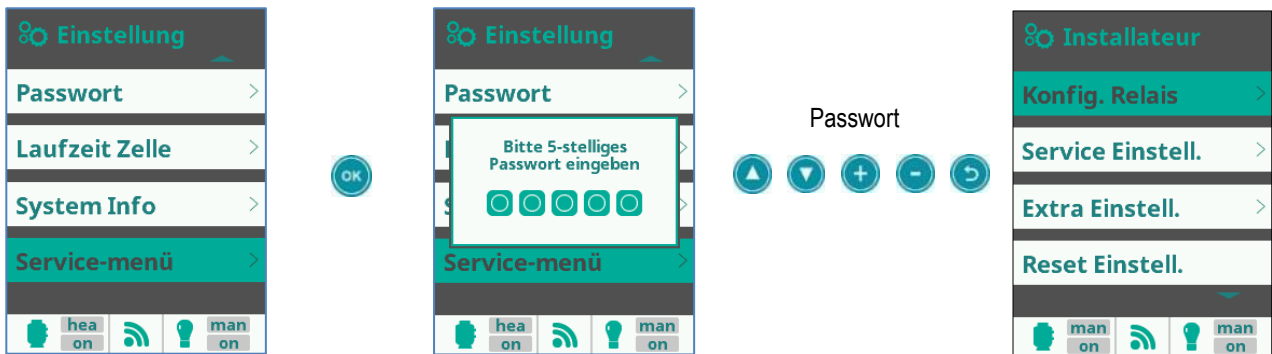 Einstellung
Passwort
Laufzeit Zelle
System Info
Service-menü
hea
on
man
on
OK
Einstellung
Passwort
Bitte 5-stelliges
Passwort eingeben
Service-menü
hea
on
man
on
Passwort
Installateur
Konfig. Relais
Service Einstell.
Extra Einstell.
Reset Einstell.
man
on
man
on